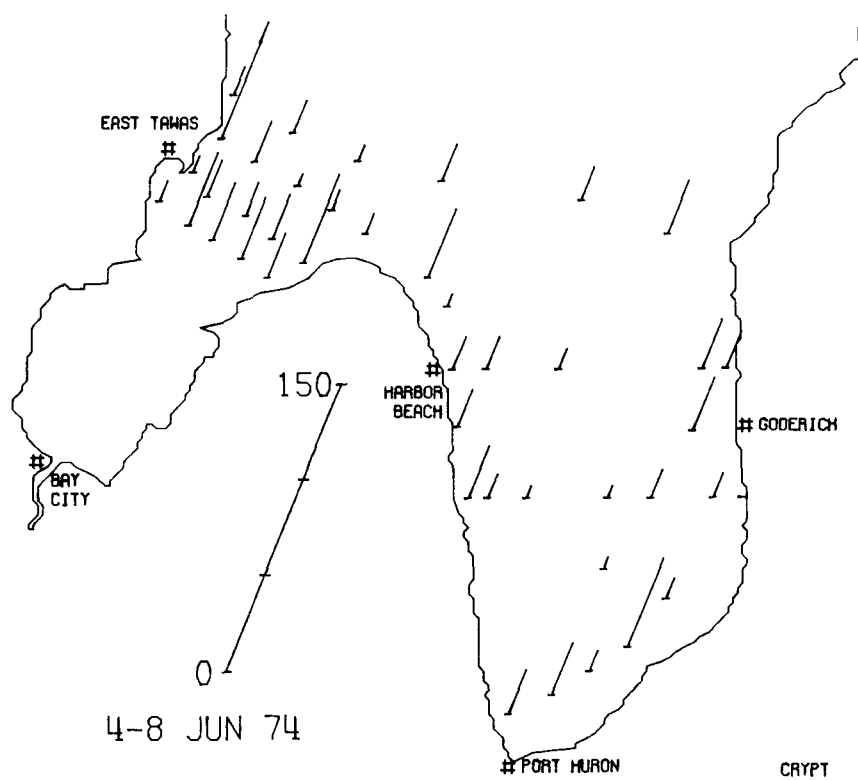 EAST TAWAS
150
HARBOR
BEACH
GODERICH
BAY
CITY
0
4-8 JUN 74
PORT HURON
CRYPT